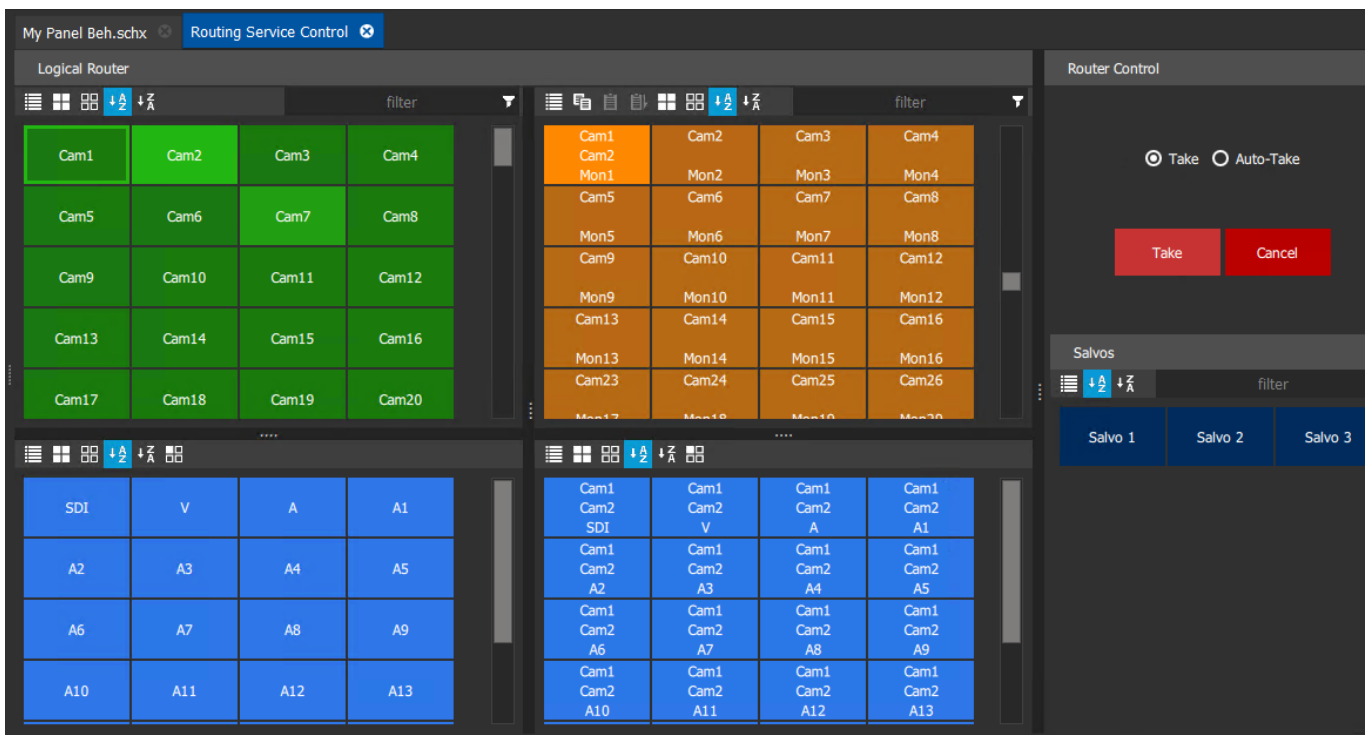 My Panel Beh.schx
Routing Service Control
Logical Router
filter
Cam1 Cam2 Cam3 Cam4
Cam5 Cam6 Cam7 Cam8
Cam9 Cam10 Cam11 Cam12
Cam13 Cam14 Cam15 Cam16
Cam17 Cam18 Cam19 Cam20
filter
Cam1 Cam2 Cam3 Cam4
Cam2
Mon1 Mon2 Mon3 Mon4
Cam5 Cam6 Cam7 Cam8
Mon5 Mon6 Mon7 Mon8
Cam9 Cam10 Cam11 Cam12
Mon9 Mon10 Mon11 Mon12
Cam13 Cam14 Cam15 Cam16
Mon13 Mon14 Mon15 Mon16
Cam23 Cam24 Cam25 Cam26
Mon17 Mon18 Mon19 Mon20
SDI V A A1
A2 A3 A4 A5
A6 A7 A8 A9
A10 A11 A12 A13
Cam1 Cam1 Cam1 Cam1
Cam2 Cam2 Cam2 Cam2
SDI V A A1
Cam1 Cam1 Cam1 Cam1
Cam2 Cam2 Cam2 Cam2
A2 A3 A4 A5
Cam1 Cam1 Cam1 Cam1
Cam2 Cam2 Cam2 Cam2
A6 A7 A8 A9
Cam1 Cam1 Cam1 Cam1
Cam2 Cam2 Cam2 Cam2
A10 A11 A12 A13
Router Control
Take Auto-Take
Take Cancel
Salvos
filter
Salvo 1 Salvo 2 Salvo 3